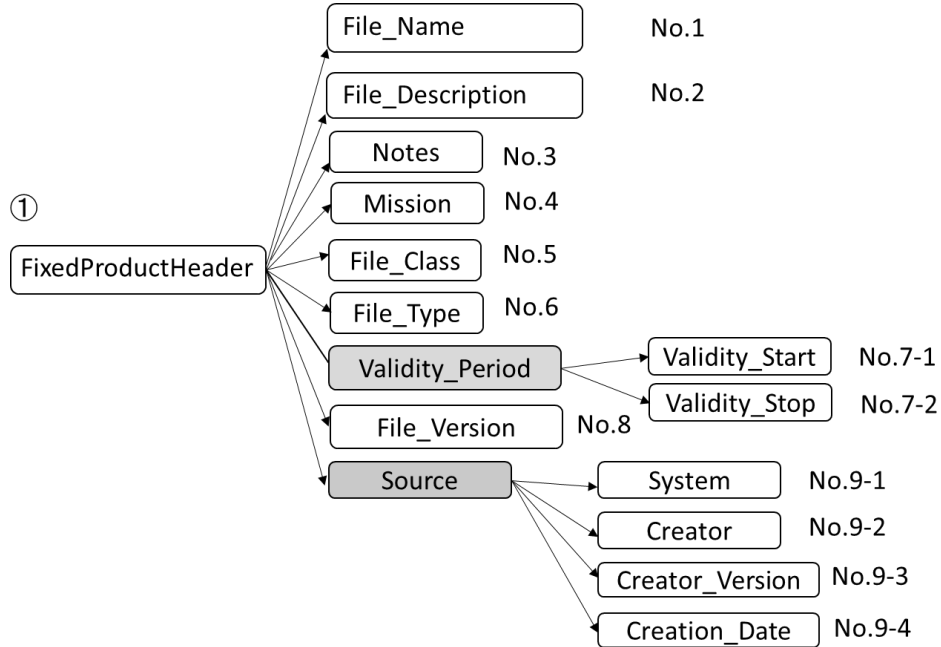 File_Name No.1
File_Description No.2
Notes No.3
Mission No.4
①
File_Class No.5
FixedProductHeader
File_Type No.6
Validity_Period
Validity_Start No.7-1
Validity_Stop No.7-2
File_Version No.8
Source
System No.9-1
Creator No.9-2
Creator_Version No.9-3
Creation_Date No.9-4